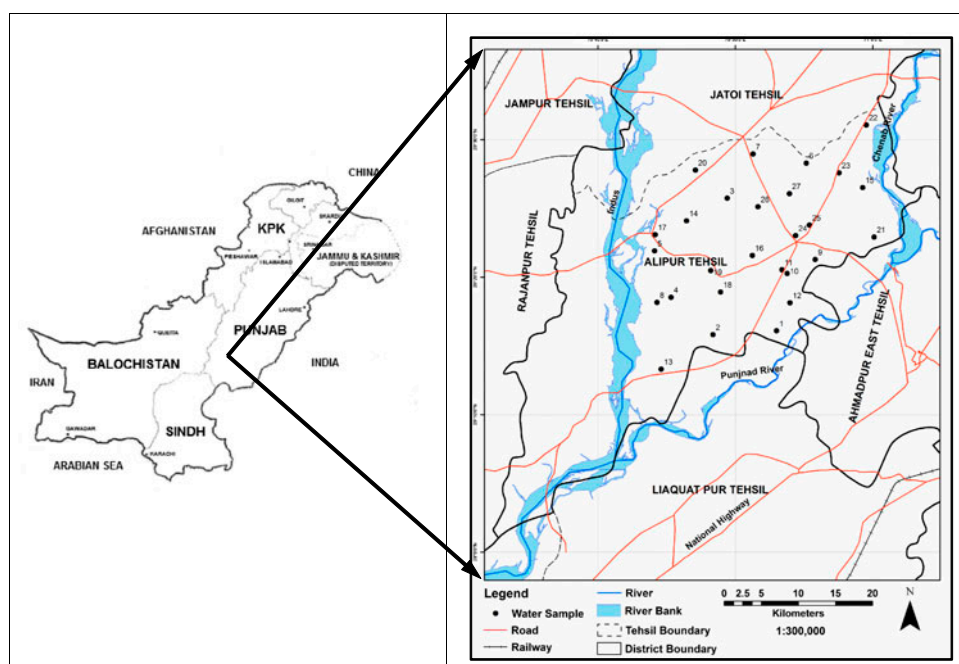 CHINA
GILGIT
SKARDU
KPK
AFGHANISTAN
SRINAGAR
PESHAWAR
ISLAMABAD
JAMMU & KASHMIR
(DISPUTED TERRITORY)
LAHORE
PUNJAB
QUETTA
BALOCHISTAN
INDIA
IRAN
SINDH
GAWADAR
KARACHI
ARABIAN SEA
JAMPUR TEHSIL
JATOI TEHSIL
22
Chenab River
7
6
20
23
15
3
27
Indus
14
26
25
17
24
21
5
ALIPUR TEHSIL
16
9
RAJANPUR TEHSIL
19
11
10
8
4
18
12
2
1
AHMADPUR EAST TEHSIL
13
Punjnad River
LIAQUAT PUR TEHSIL
National Highway
Legend
Water Sample
Road
Railway
River
River Bank
Tehsil Boundary
District Boundary
0 2.5 5 10 15 20
Kilometers
1:300,000
N